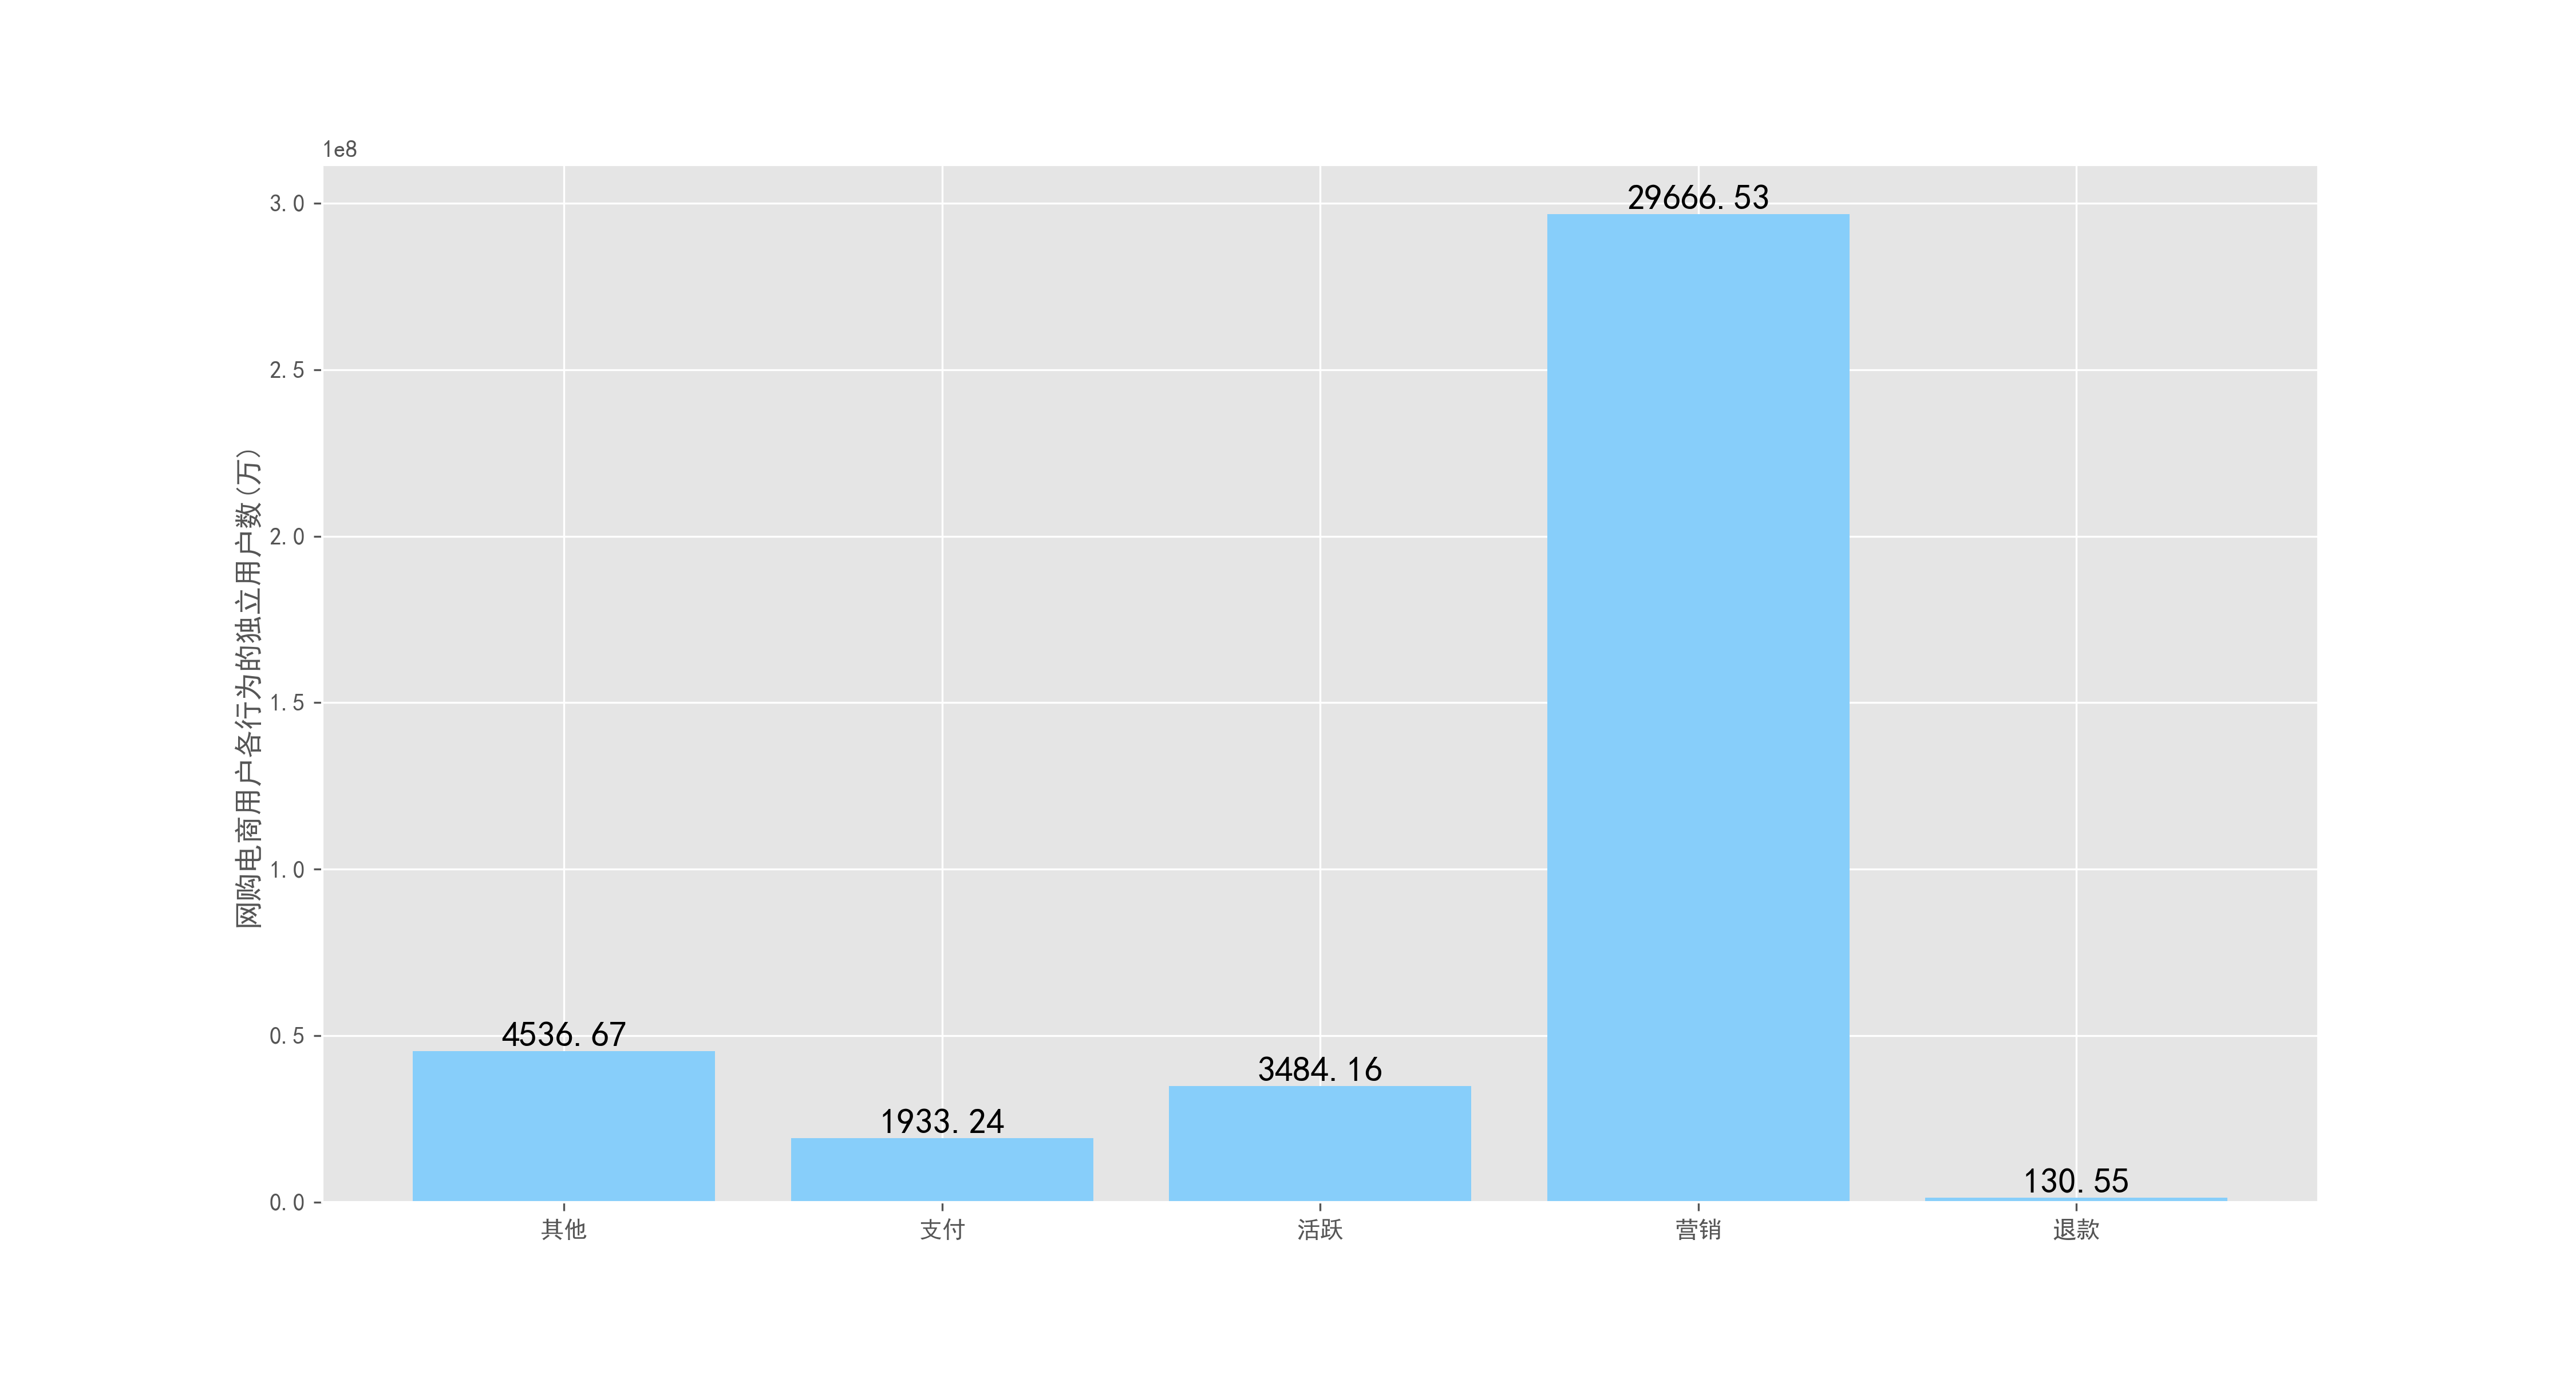 1e8
3.0
2.5
2.0
1.5
1.0
0.5
0.0
网购电商用户各行为的独立用户数(万)
4536.67
1933.24
3484.16
29666.53
130.55
其他
支付
活跃
营销
退款